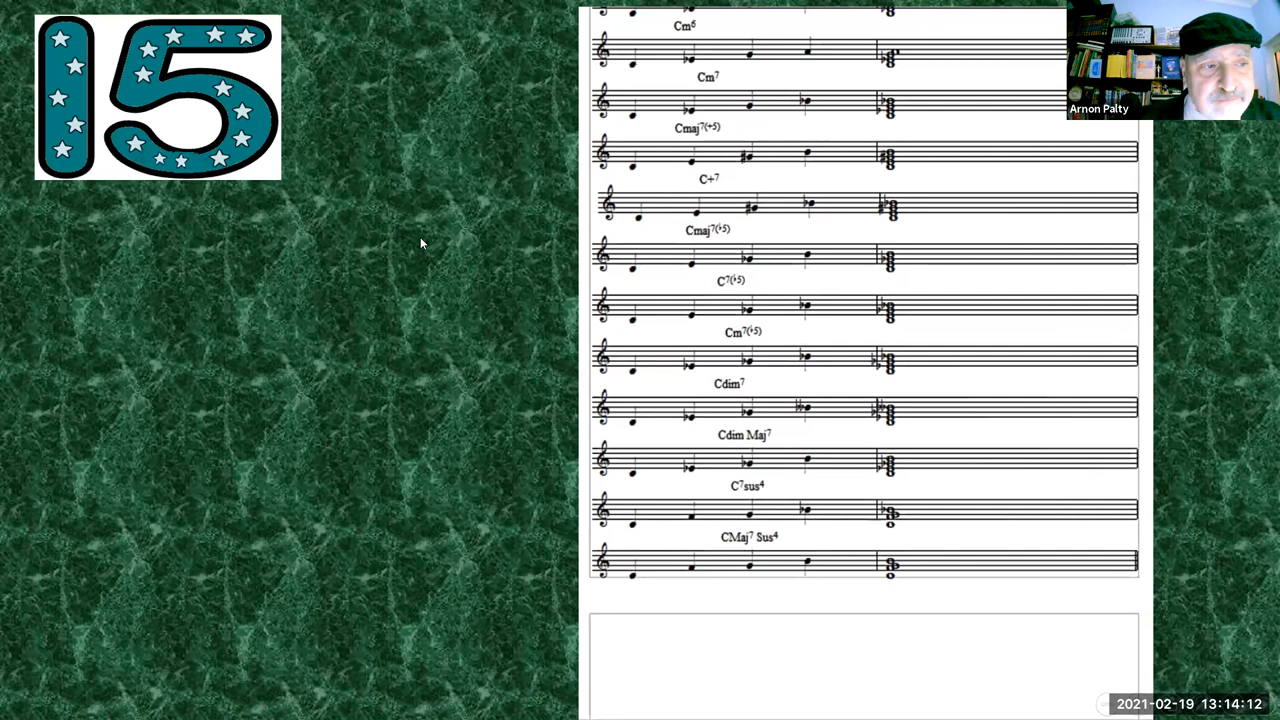 15
Cm6
Arnon Palty
Cm7
Cmaj7(+5)
C+7
Cmaj7(♭5)
C7(♭5)
Cm7(♭5)
Cdim7
Cdim Maj7
C7sus4
CMaj7 Sus4
2021-02-19 13:14:12